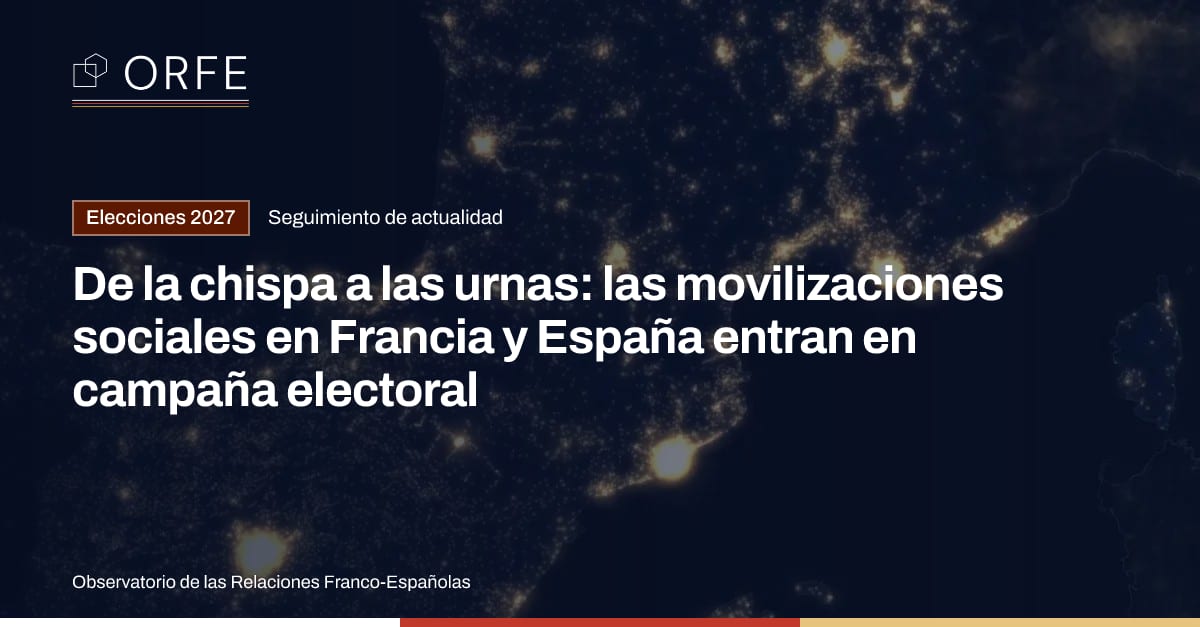 ORFE
Elecciones 2027 Seguimiento de actualidad
De la chispa a las urnas: las movilizaciones
sociales en Francia y España entran en
campaña electoral
Observatorio de las Relaciones Franco-Españolas